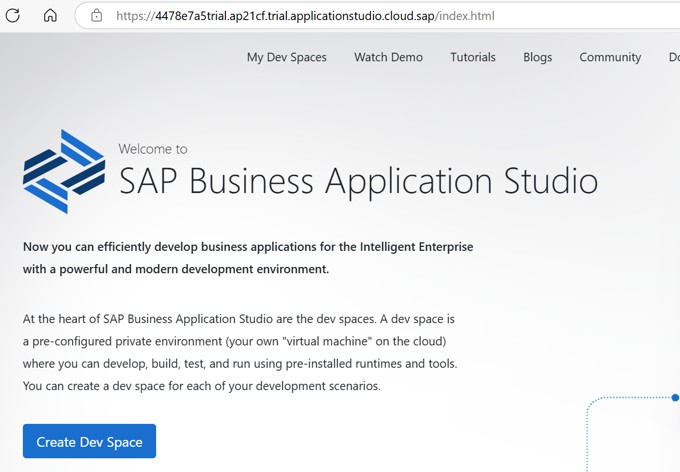 https://4478e7a5trial.ap21cf.trial.applicationstudio.cloud.sap/index.html
My Dev Spaces Watch Demo Tutorials Blogs Community Do
Welcome to
SAP Business Application Studio
Now you can efficiently develop business applications for the Intelligent Enterprise
with a powerful and modern development environment.
At the heart of SAP Business Application Studio are the dev spaces. A dev space is
a pre-configured private environment (your own "virtual machine" on the cloud)
where you can develop, build, test, and run using pre-installed runtimes and tools.
You can create a dev space for each of your development scenarios.
Create Dev Space